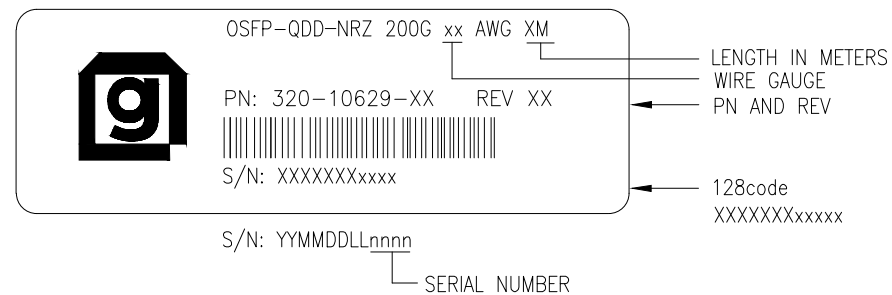 OSFP-QDD-NRZ 200G xx AWG XM
LENGTH IN METERS
WIRE GAUGE
g
PN: 320-10629-XX REV XX
PN AND REV
S/N: XXXXXXXxxxx
128code
XXXXXXXxxxxx
S/N: YYMMDDLLnnnn
SERIAL NUMBER